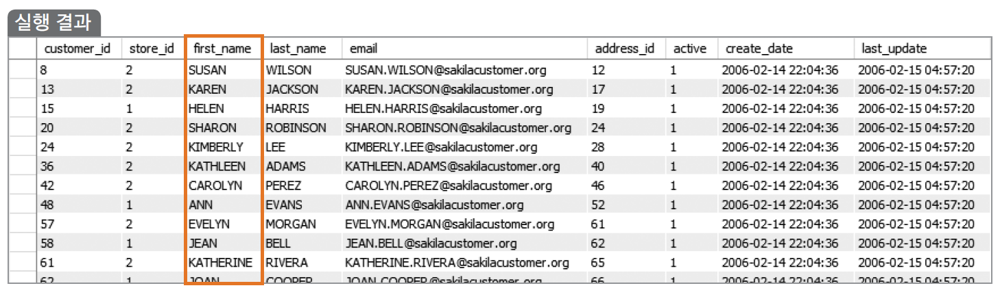 실행 결과
customer_id store_id first_name last_name email address_id active create_date last_update
8 2 SUSAN WILSON SUSAN.WILSON@sakilacustomer.org 12 1 2006-02-14 22:04:36 2006-02-15 04:57:20
13 2 KAREN JACKSON KAREN.JACKSON@sakilacustomer.org 17 1 2006-02-14 22:04:36 2006-02-15 04:57:20
15 1 HELEN HARRIS HELEN.HARRIS@sakilacustomer.org 19 1 2006-02-14 22:04:36 2006-02-15 04:57:20
20 2 SHARON ROBINSON SHARON.ROBINSON@sakilacustomer.org 24 1 2006-02-14 22:04:36 2006-02-15 04:57:20
24 2 KIMBERLY LEE KIMBERLY.LEE@sakilacustomer.org 28 1 2006-02-14 22:04:36 2006-02-15 04:57:20
36 2 KATHLEEN ADAMS KATHLEEN.ADAMS@sakilacustomer.org 40 1 2006-02-14 22:04:36 2006-02-15 04:57:20
42 2 CAROLYN PEREZ CAROLYN.PEREZ@sakilacustomer.org 46 1 2006-02-14 22:04:36 2006-02-15 04:57:20
48 1 ANN EVANS ANN.EVANS@sakilacustomer.org 52 1 2006-02-14 22:04:36 2006-02-15 04:57:20
57 2 EVELYN MORGAN EVELYN.MORGAN@sakilacustomer.org 61 1 2006-02-14 22:04:36 2006-02-15 04:57:20
58 1 JEAN BELL JEAN.BELL@sakilacustomer.org 62 1 2006-02-14 22:04:36 2006-02-15 04:57:20
61 2 KATHERINE RIVERA KATHERINE.RIVERA@sakilacustomer.org 65 1 2006-02-14 22:04:36 2006-02-15 04:57:20
62 1 JOAN COOPER JOAN.COOPER@sakilacustomer.org 66 1 2006-02-14 22:04:36 2006-02-15 04:57:20